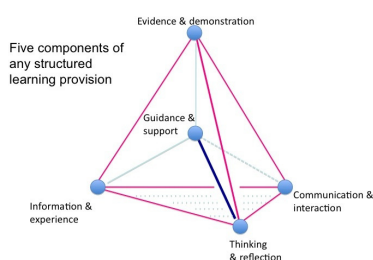 Evidence & demonstration
Five components of
any structured
learning provision
Guidance &
support
Information &
experience
Communication &
interaction
Thinking
& reflection